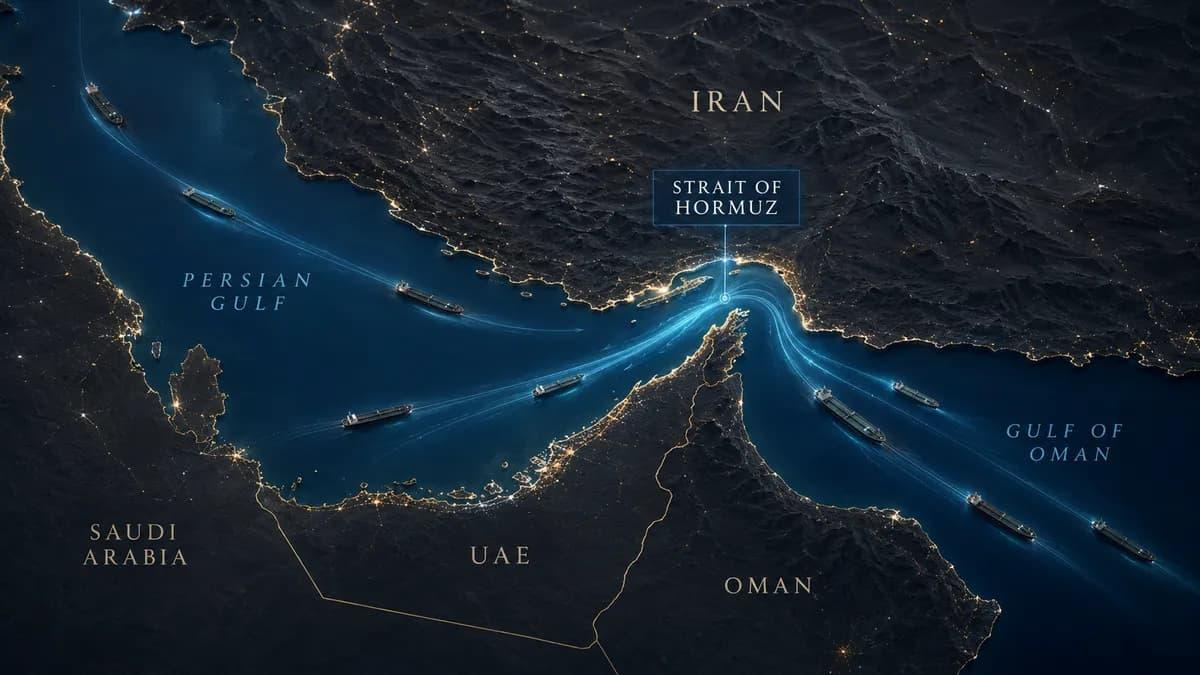 IRAN
STRAIT OF
HORMUZ
PERSIAN
GULF
GULF OF
OMAN
SAUDI
ARABIA
UAE
OMAN